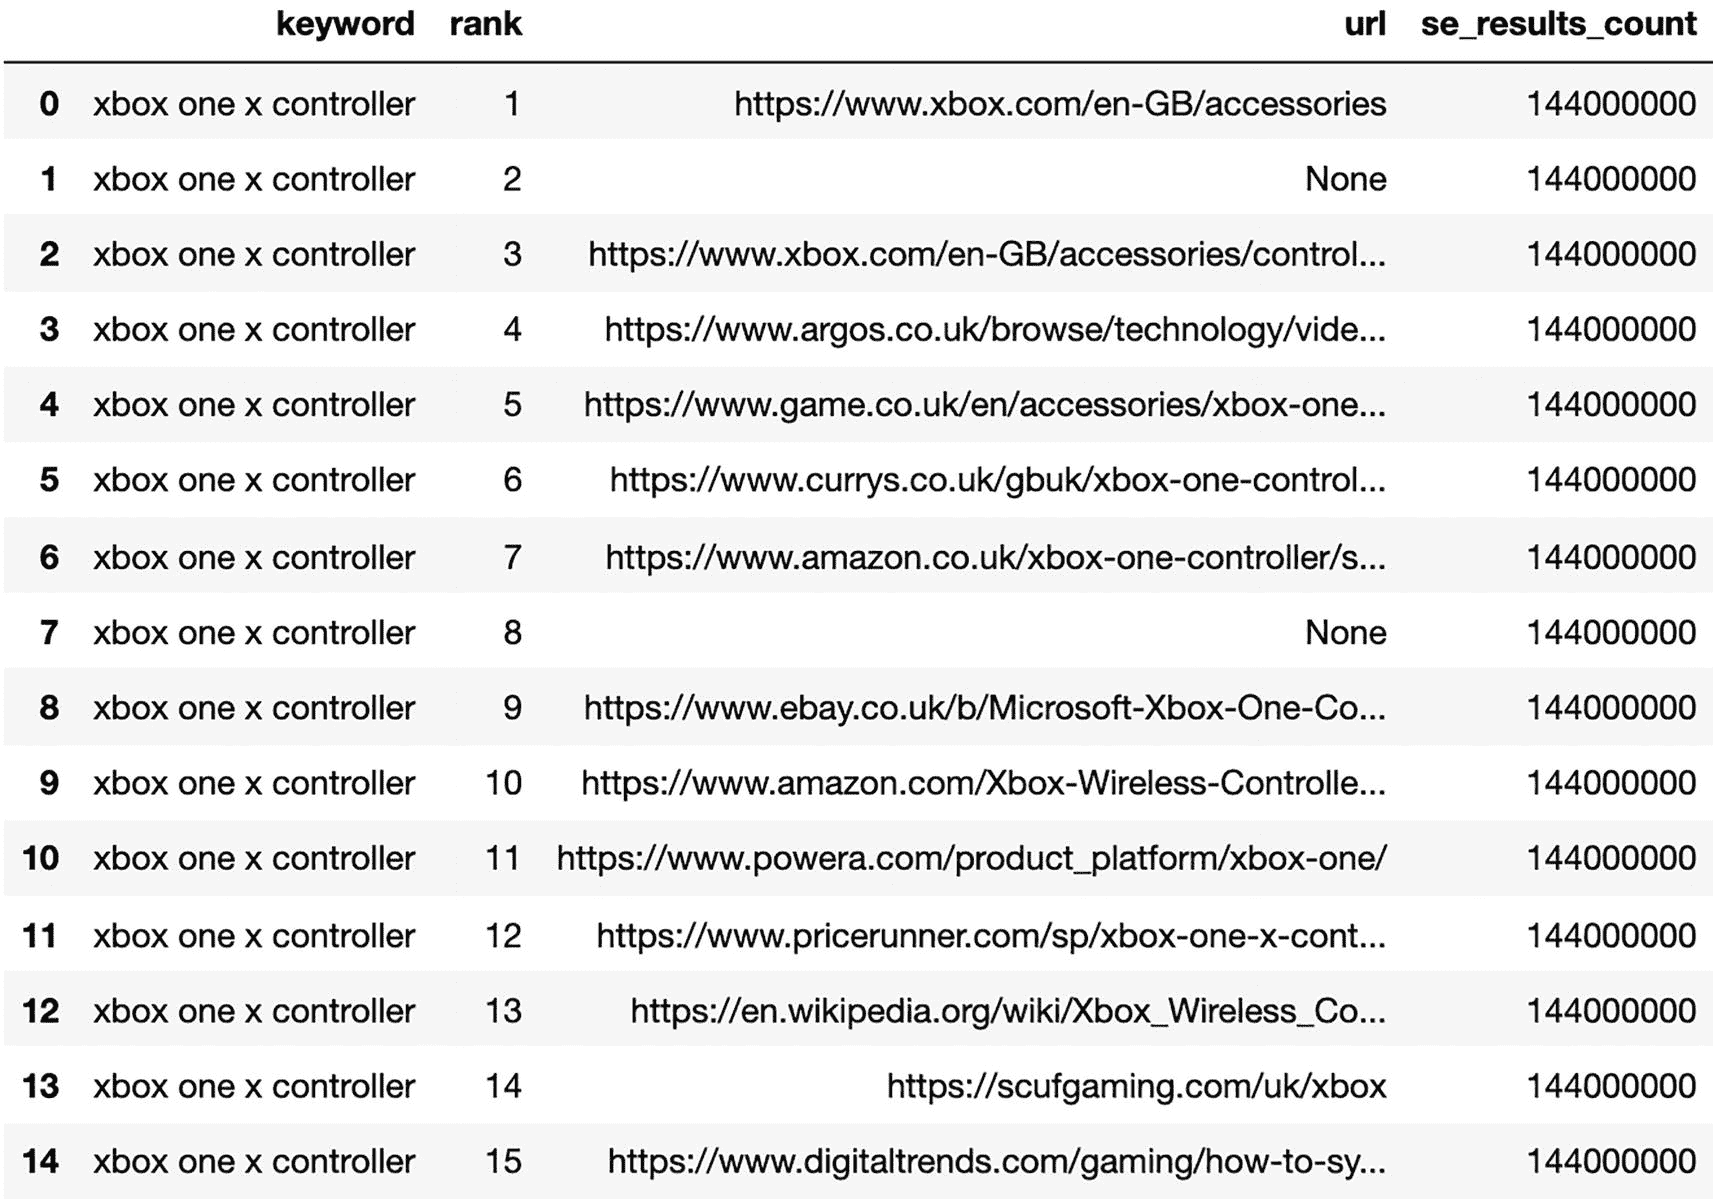 keyword rank url se_results_count
0 xbox one x controller 1 https://www.xbox.com/en-GB/accessories 144000000
1 xbox one x controller 2 None 144000000
2 xbox one x controller 3 https://www.xbox.com/en-GB/accessories/control... 144000000
3 xbox one x controller 4 https://www.argos.co.uk/browse/technology/vide... 144000000
4 xbox one x controller 5 https://www.game.co.uk/en/accessories/xbox-one... 144000000
5 xbox one x controller 6 https://www.currys.co.uk/gbuk/xbox-one-control... 144000000
6 xbox one x controller 7 https://www.amazon.co.uk/xbox-one-controller/s... 144000000
7 xbox one x controller 8 None 144000000
8 xbox one x controller 9 https://www.ebay.co.uk/b/Microsoft-Xbox-One-Co... 144000000
9 xbox one x controller 10 https://www.amazon.com/Xbox-Wireless-Controlle... 144000000
10 xbox one x controller 11 https://www.powera.com/product_platform/xbox-one/ 144000000
11 xbox one x controller 12 https://www.pricerunner.com/sp/xbox-one-x-cont... 144000000
12 xbox one x controller 13 https://en.wikipedia.org/wiki/Xbox_Wireless_Co... 144000000
13 xbox one x controller 14 https://scufgaming.com/uk/xbox 144000000
14 xbox one x controller 15 https://www.digitaltrends.com/gaming/how-to-sy... 144000000